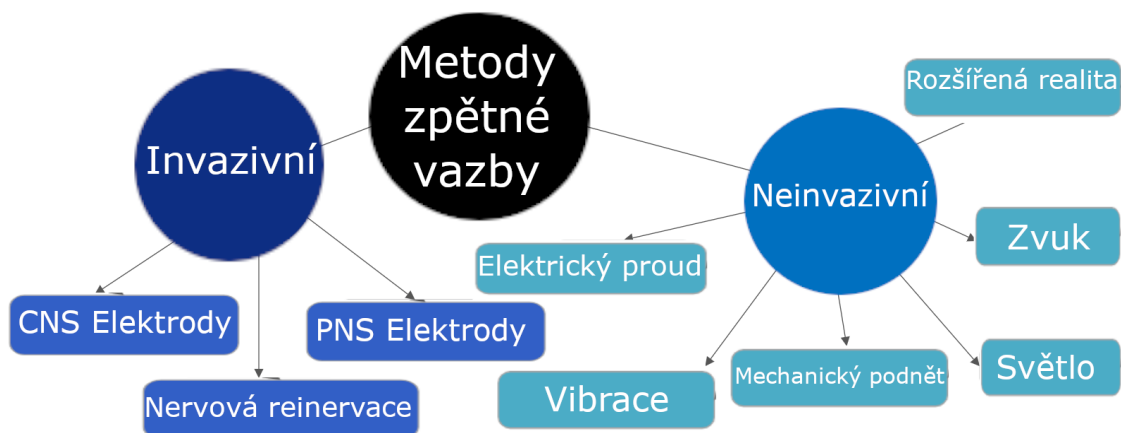 Metody
zpětné
vazby
Invazivní
Neinvazivní
Rozšířená realita
Zvuk
Elektrický proud
CNS Elektrody
PNS Elektrody
Světlo
Mechanický podnět
Vibrace
Nervová reinervace